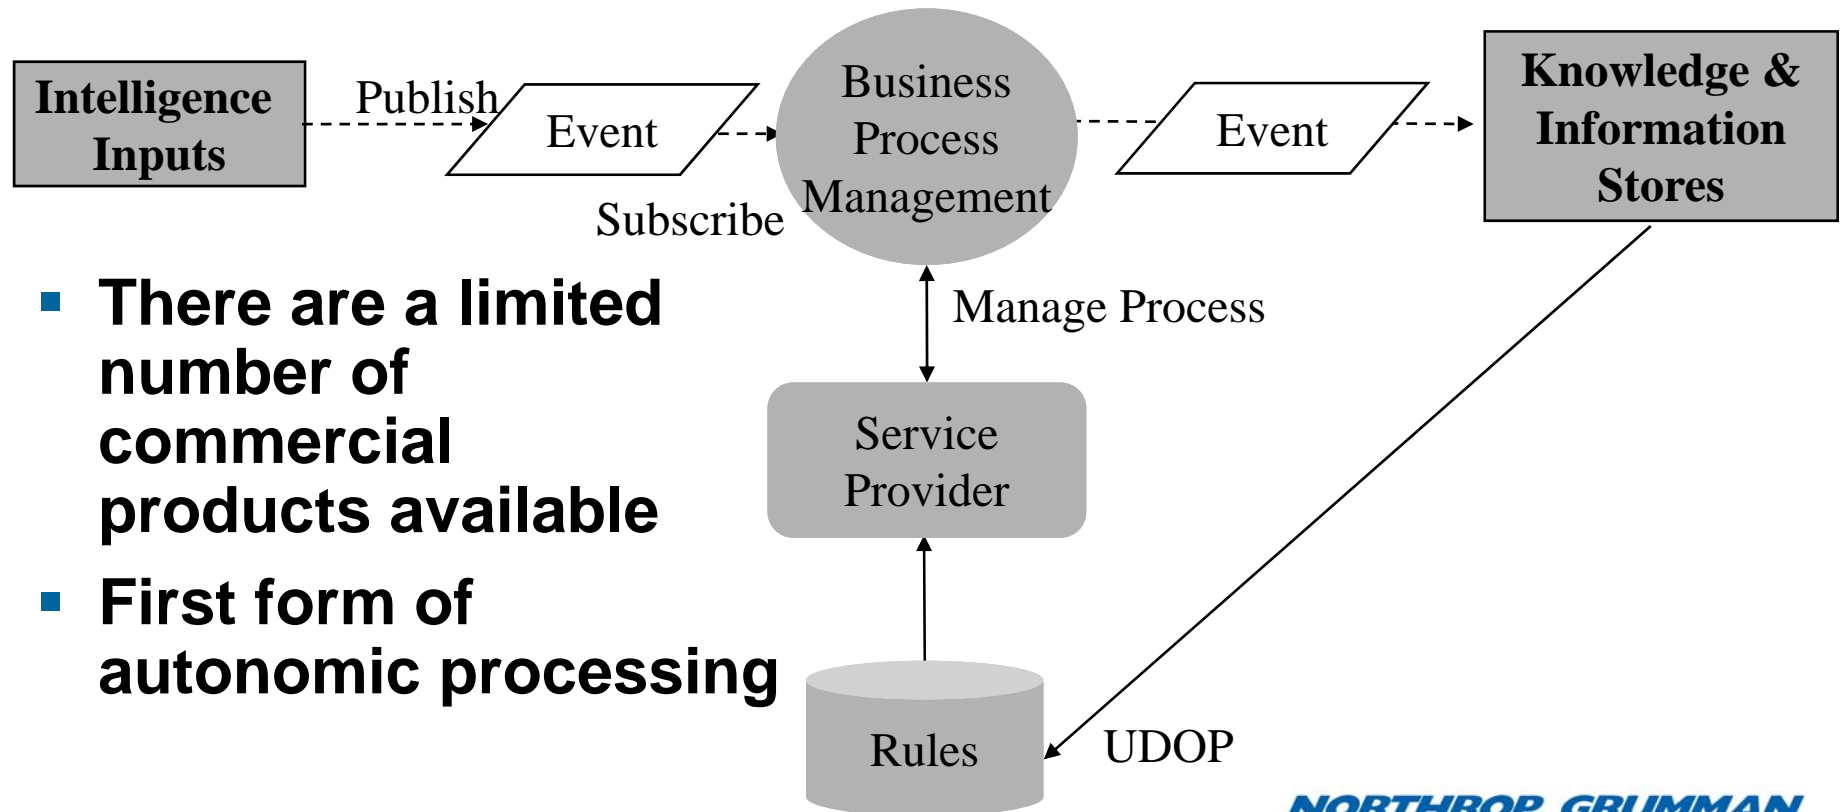 Intelligence
Inputs
Publish
Event
Subscribe
Business
Process
Management
Event
Knowledge &
Information
Stores
Manage Process
▪ There are a limited
number of
commercial
products available
▪ First form of
autonomic processing
Service
Provider
Rules
UDOP
NORTHROP GRUMMAN